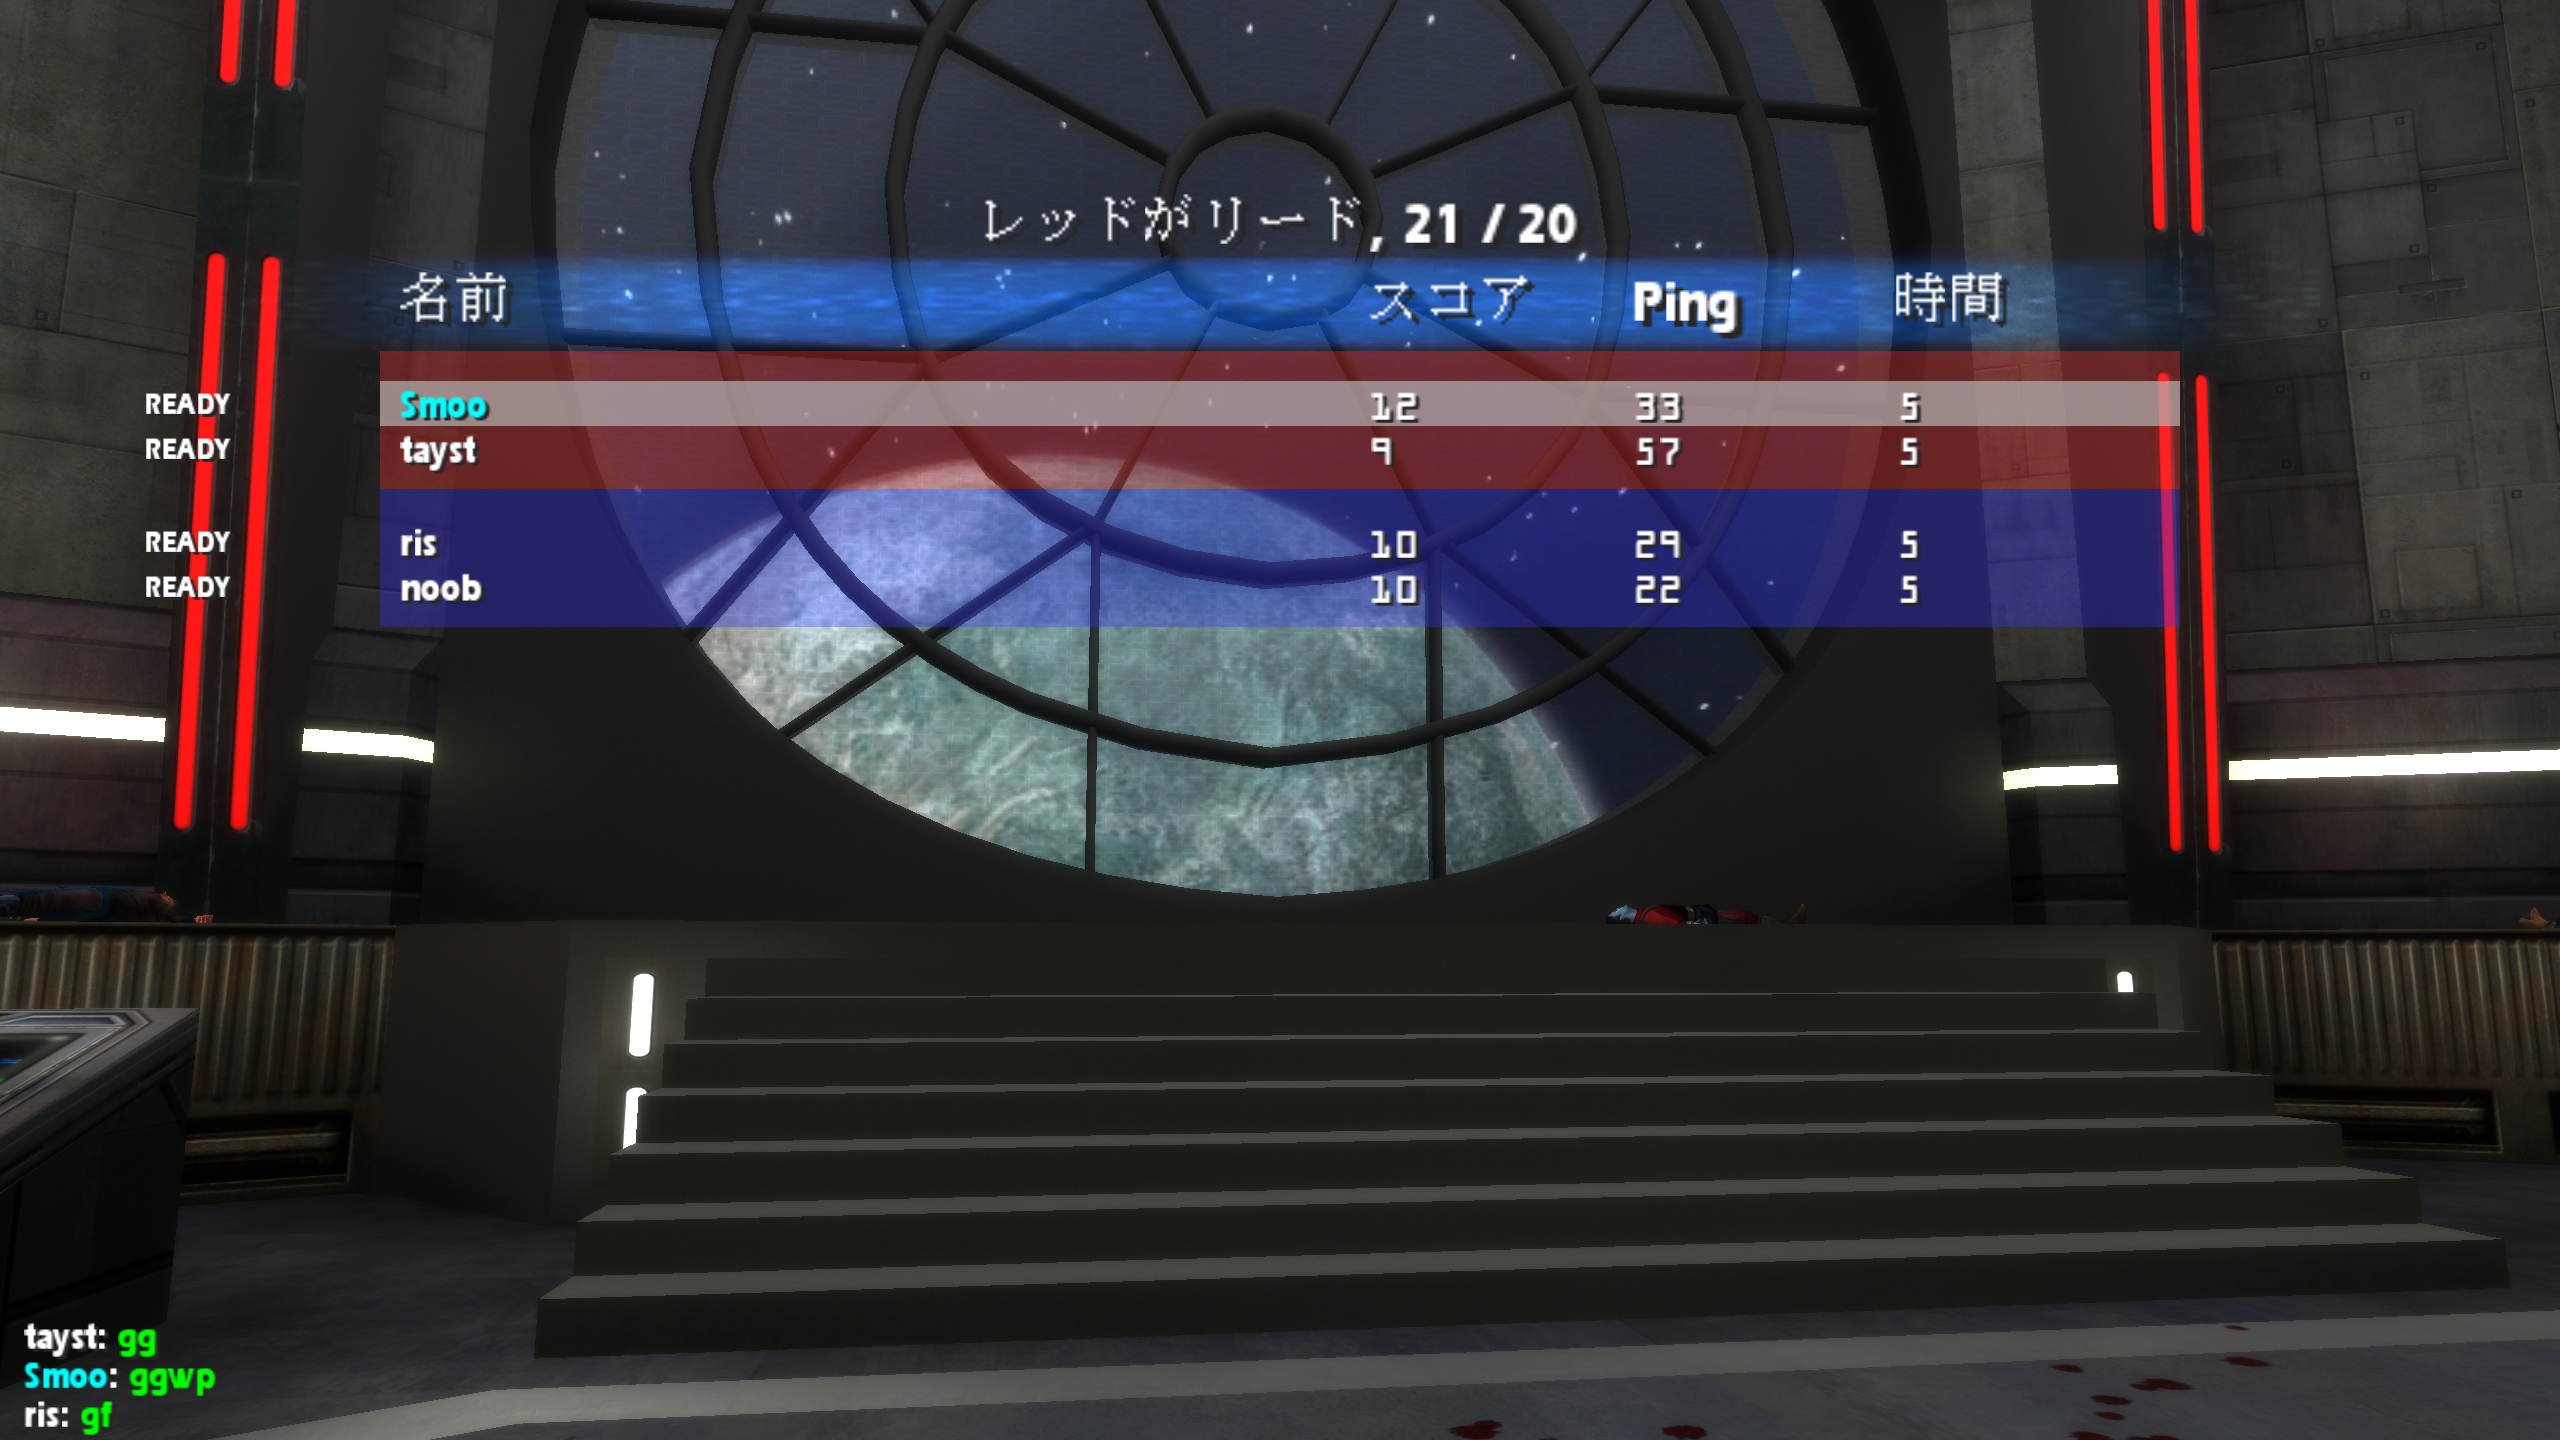 レッドがリード, 21 / 20
名前 スコア Ping 時間
READY Smoo 12 33 5
READY tayst 9 57 5
READY ris 10 29 5
READY noob 10 22 5
tayst: gg
Smoo: ggwp
ris: gf